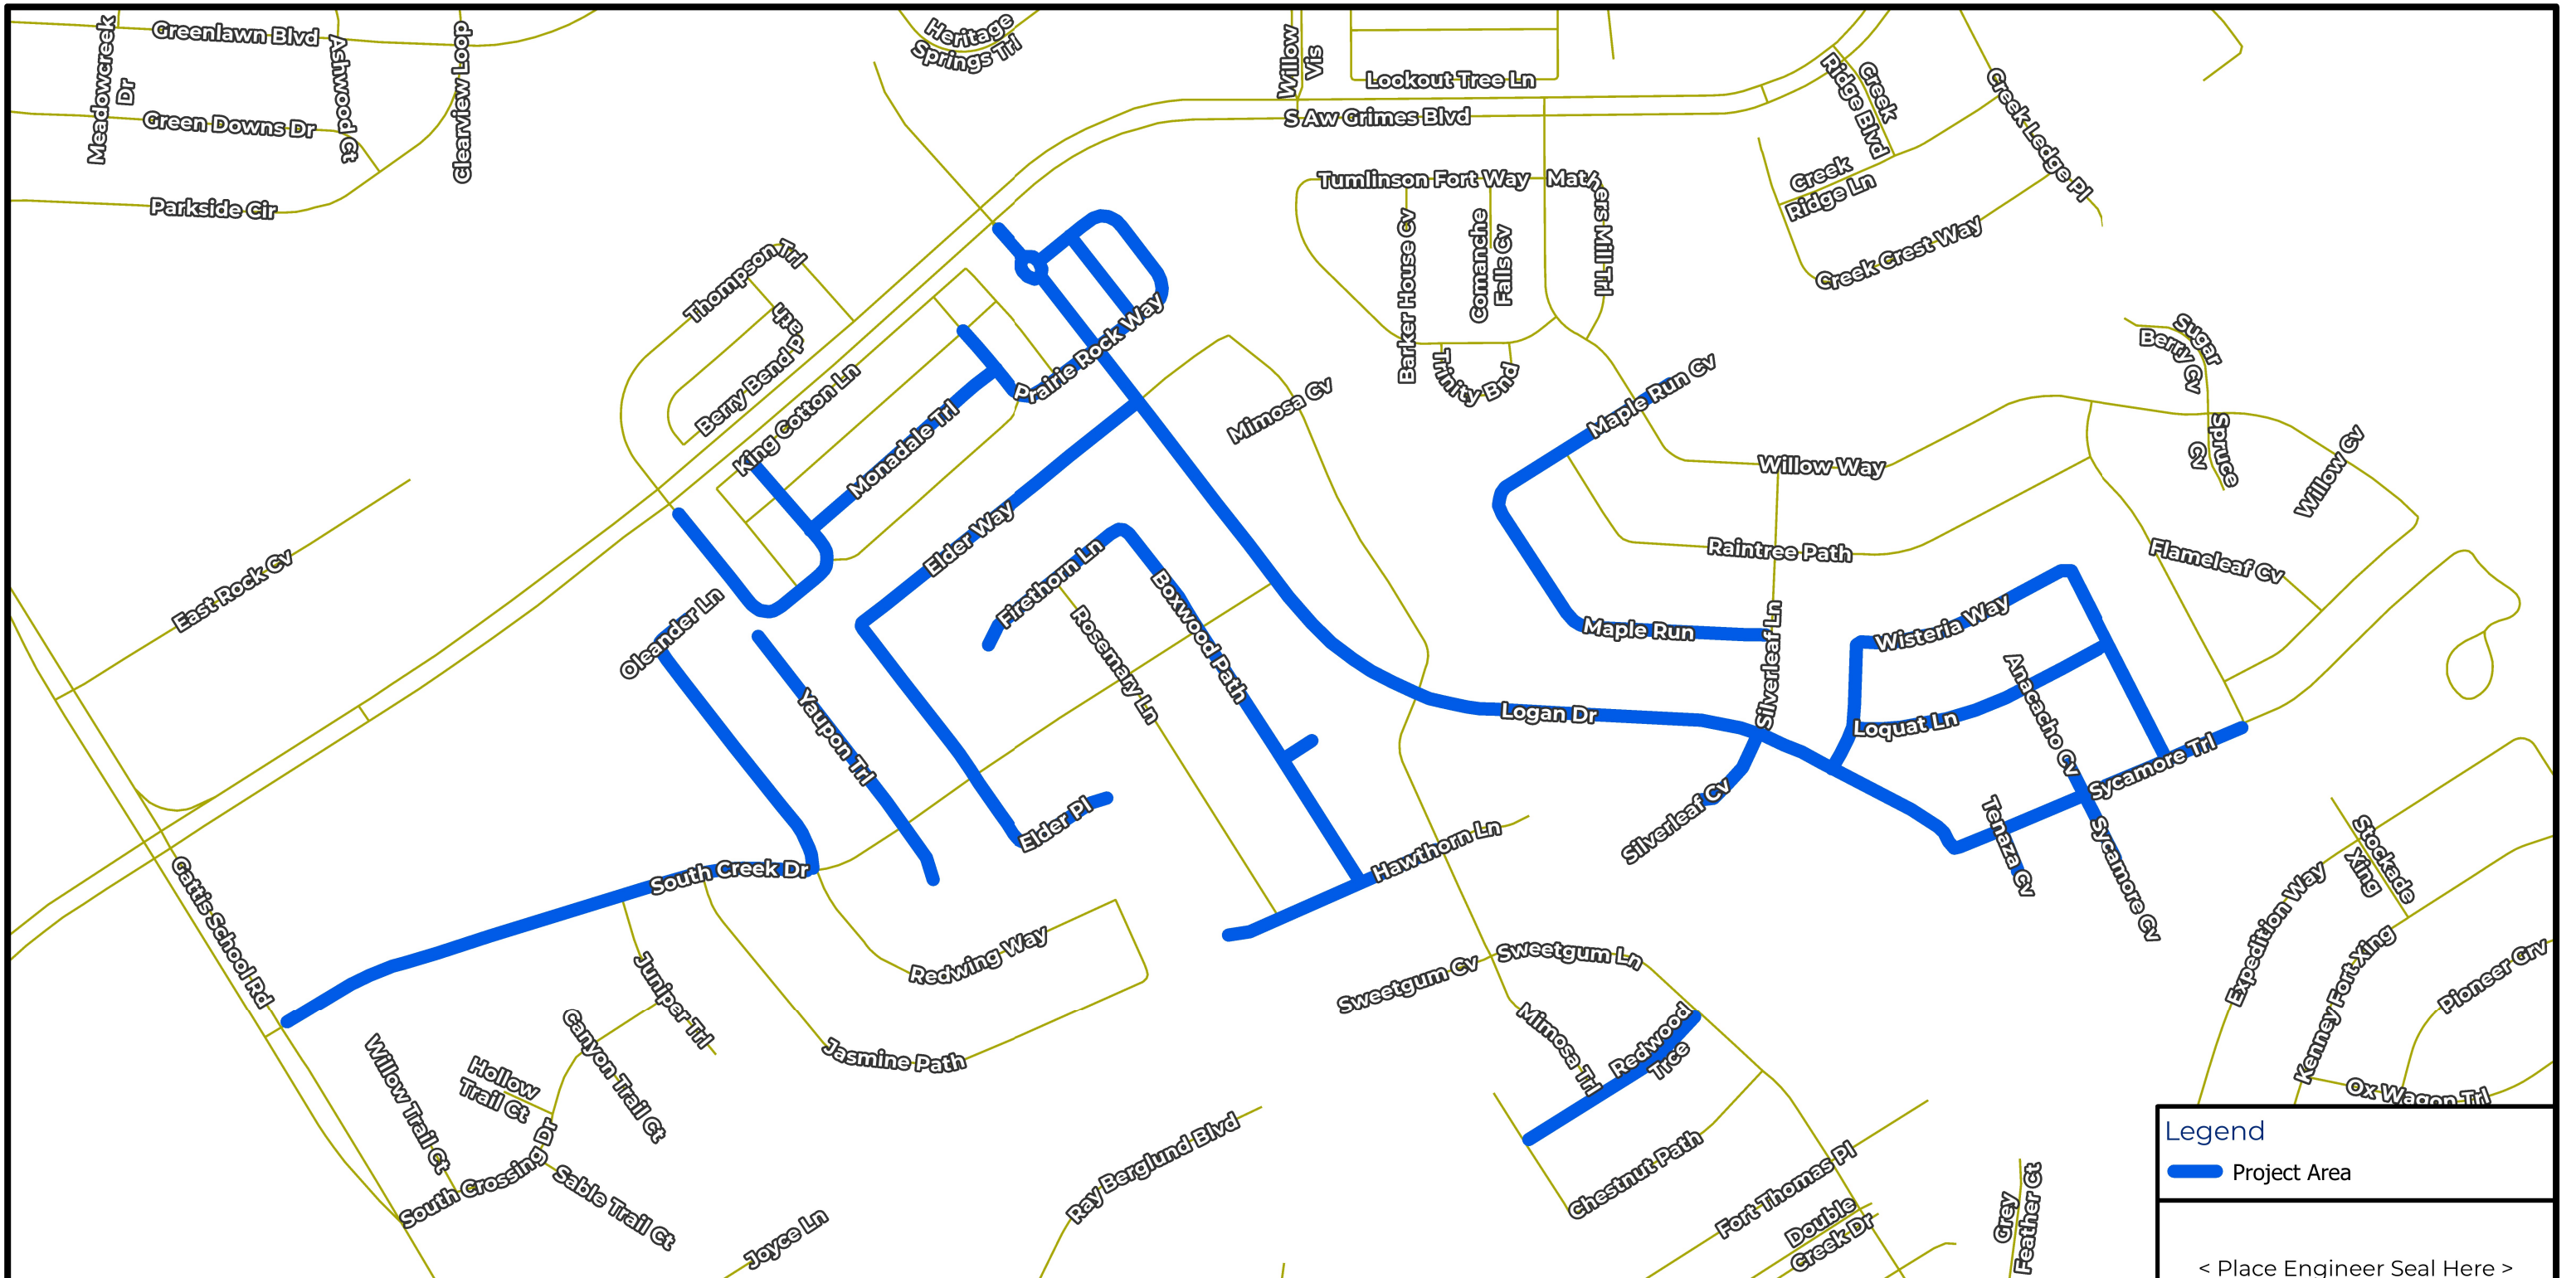 Greenlawn Blvd
Meadowcreek
Dr
Ashwood Ct
Clearview Loop
Green Downs Dr
Parkside Cir
Heritage
Springs Trl
Willow
Vis
Lookout Tree Ln
S Aw Grimes Blvd
Creek
Ridge Blvd
Creek Ledge Pl
Creek
Ridge Ln
Creek Crest Way
Tumlinson Fort Way
Mathers Mill Trl
Barker House Cv
Comanche
Falls Cv
Trinity Bnd
Thompson Trl
Berry Bend Path
King Cotton Ln
Monadale Trl
Prairie Rock Way
Mimosa Cv
Maple Run Cv
Sugar
Berry Cv
Spruce
Cv
Willow Cv
Willow Way
Raintree Path
Flameleaf Cv
East Rock Cv
Elder Way
Firethorn Ln
Boxwood Path
Rosemary Ln
Oleander Ln
Yaupon Trl
Maple Run
Silverleaf Ln
Wisteria Way
Anacacho Cv
Loquat Ln
Logan Dr
Sycamore Trl
Silverleaf Cv
Tenaza Cv
Sycamore Cv
Elder Pl
Hawthorn Ln
South Creek Dr
Gattis School Rd
Redwing Way
Juniper Trl
Jasmine Path
Canyon Trail Ct
Hollow
Trail Ct
Willow Trail Ct
South Crossing Dr
Sable Trail Ct
Joyce Ln
Ray Berglund Blvd
Sweetgum Cv
Sweetgum Ln
Mimosa Trl
Redwood
Trce
Chestnut Path
Fort Thomas Pl
Double
Creek Dr
Grey
Feather Ct
Stockade
Xing
Expedition Way
Kenney Fort Xing
Pioneer Grv
Ox Wagon Trl
Legend
Project Area
< Place Engineer Seal Here >